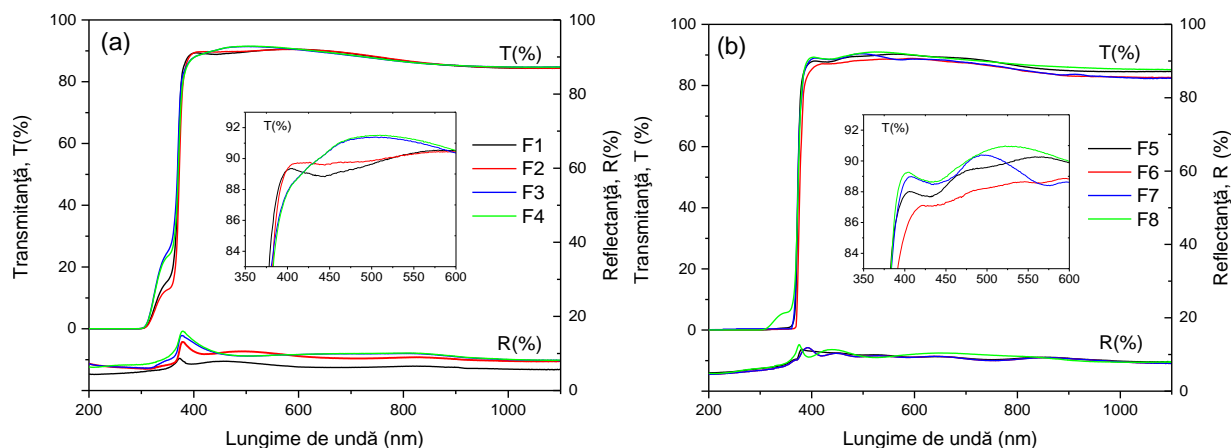 (a)
T(%)
R(%)
Transmitanţă, T(%)
100
80
60
40
20
0
Reflectanţă, R(%)
100
80
60
40
20
0
200
400
600
800
1000
Lungime de undă (nm)
F1
F2
F3
F4
T(%)
92
90
88
86
84
350
400
450
500
550
600
(b)
T(%)
R(%)
Transmitanţă, T (%)
100
80
60
40
20
0
Reflectanţă, R (%)
100
80
60
40
20
0
200
400
600
800
1000
Lungime de undă (nm)
F5
F6
F7
F8
T(%)
92
90
88
86
84
350
400
450
500
550
600